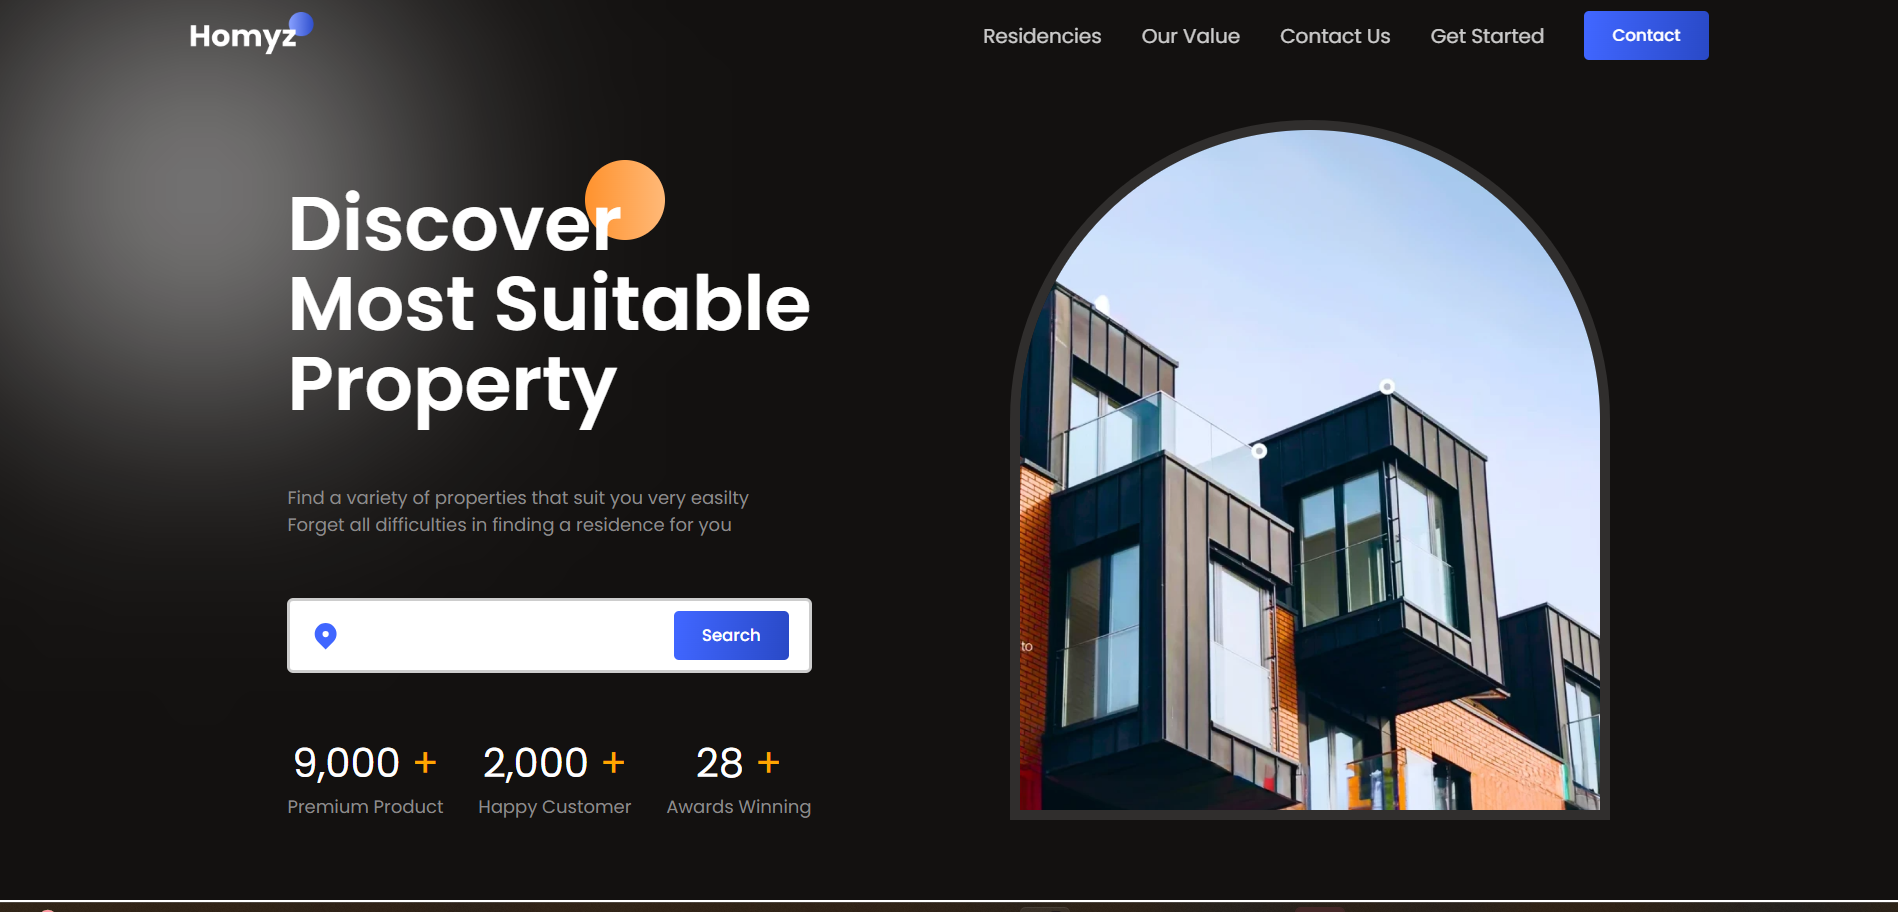 Homyz
Residencies
Our Value
Contact Us
Get Started
Contact
Discover
Most Suitable
Property
Find a variety of properties that suit you very easilty
Forget all difficulties in finding a residence for you
Search
9,000 +
Premium Product
2,000 +
Happy Customer
28 +
Awards Winning
to